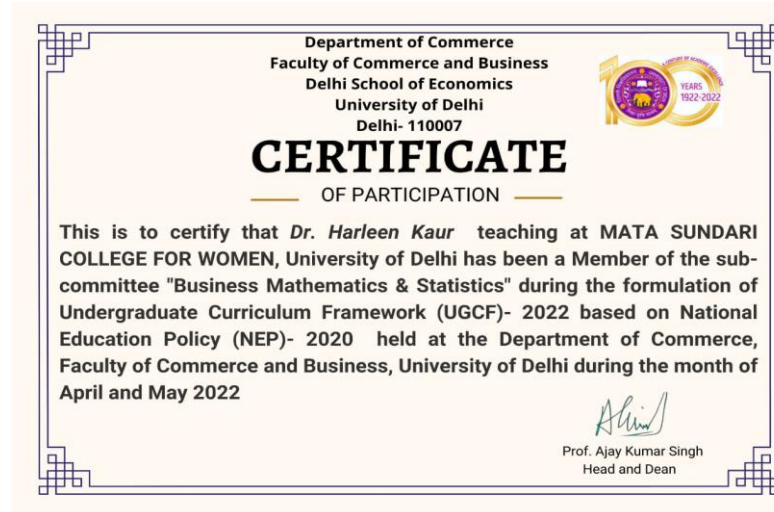 Department of Commerce
Faculty of Commerce and Business
Delhi School of Economics
University of Delhi
Delhi- 110007
YEARS
1922-2022
CERTIFICATE
OF PARTICIPATION
This is to certify that Dr. Harleen Kaur teaching at MATA SUNDARI
COLLEGE FOR WOMEN, University of Delhi has been a Member of the sub-
committee "Business Mathematics & Statistics" during the formulation of
Undergraduate Curriculum Framework (UGCF)- 2022 based on National
Education Policy (NEP)- 2020 held at the Department of Commerce,
Faculty of Commerce and Business, University of Delhi during the month of
April and May 2022
Prof. Ajay Kumar Singh
Head and Dean